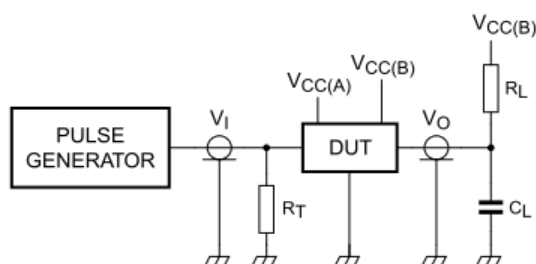 VCC(B)
VCC(B)
VCC(A)
RL
VI
VO
PULSE
GENERATOR
DUT
RT
CL